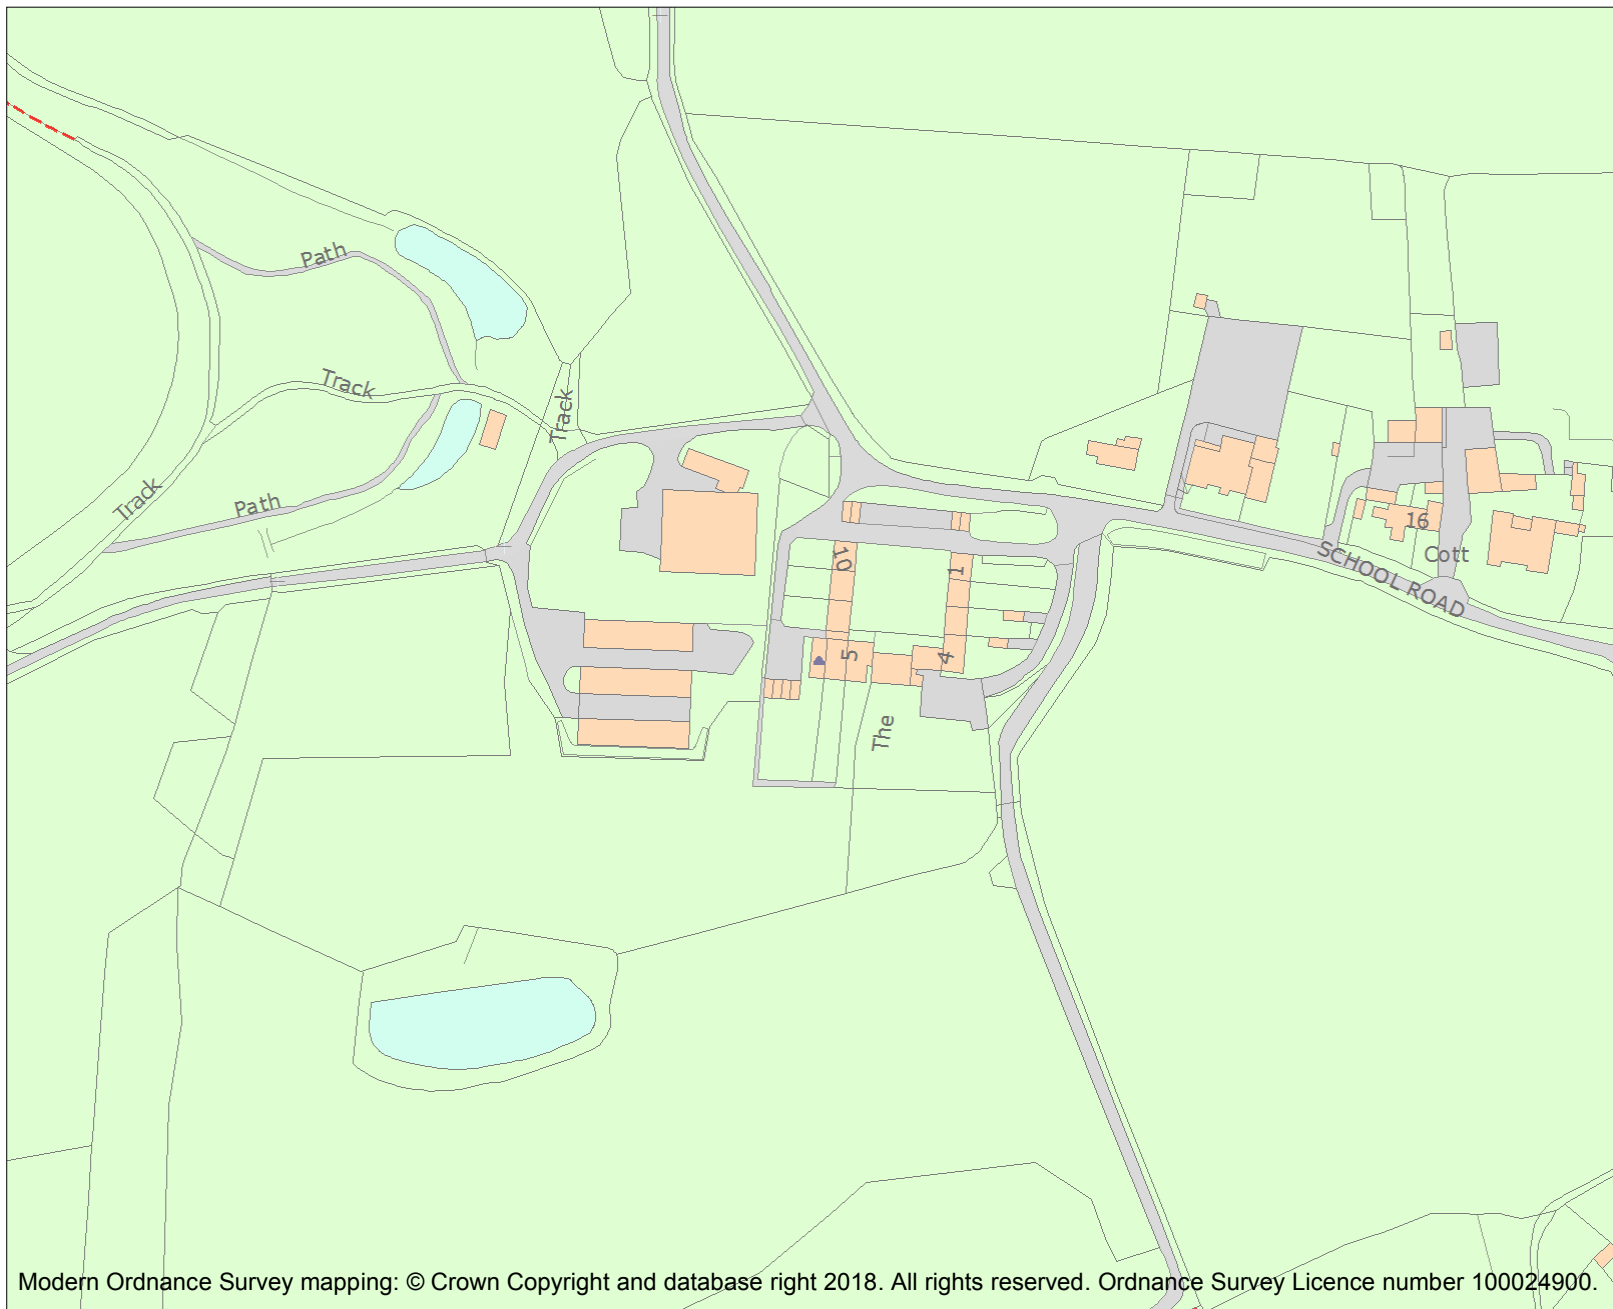 Path
Track
Track
Track
Path
10
1
16
Cott
SCHOOL ROAD
5
4
The
Modern Ordnance Survey mapping: © Crown Copyright and database right 2018. All rights reserved. Ordnance Survey Licence number 100024900.